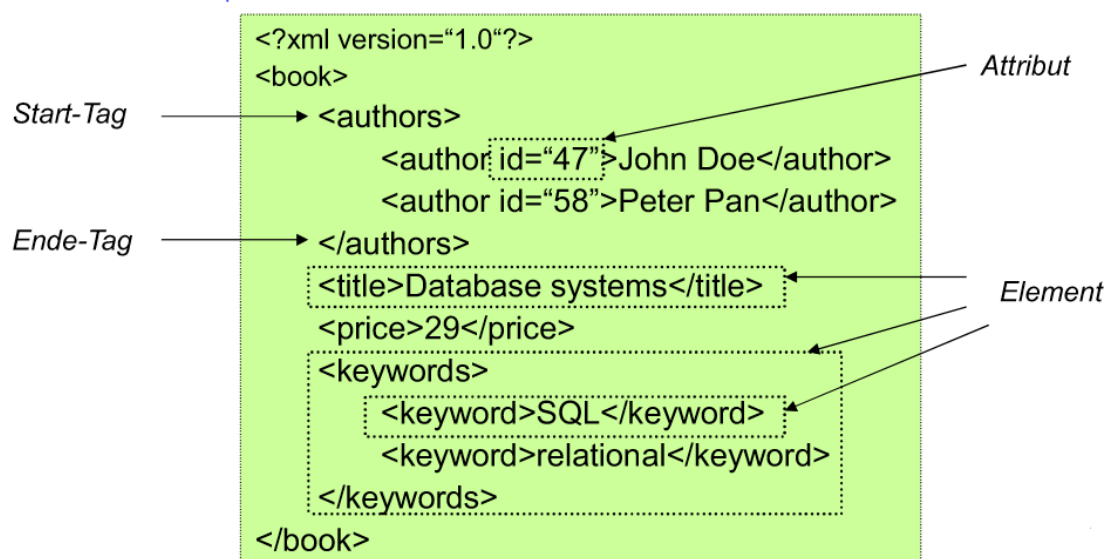 <?xml version=“1.0“?>
<book>
Attribut
Start-Tag
<authors>
<author id=“47”>John Doe</author>
<author id=“58”>Peter Pan</author>
Ende-Tag
</authors>
<title>Database systems</title>
Element
<price>29</price>
<keywords>
<keyword>SQL</keyword>
<keyword>relational</keyword>
</keywords>
</book>